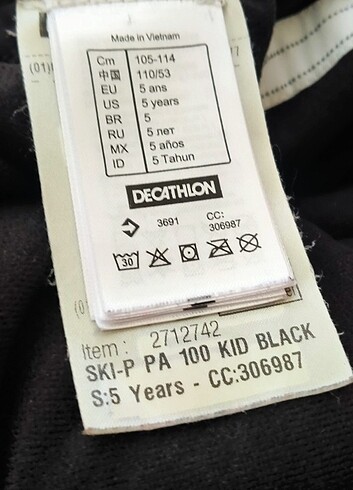 Made in Vietnam
Cm 105-114
中国 110/53
EU 5 ans
US 5 years
BR 5
RU 5 лет
MX 5 años
ID 5 Tahun
DECATHLON
3691 CC: 306987
30
(01)
(01
Item : 2712742
SKI-P PA 100 KID BLACK
S:5 Years - CC:306987